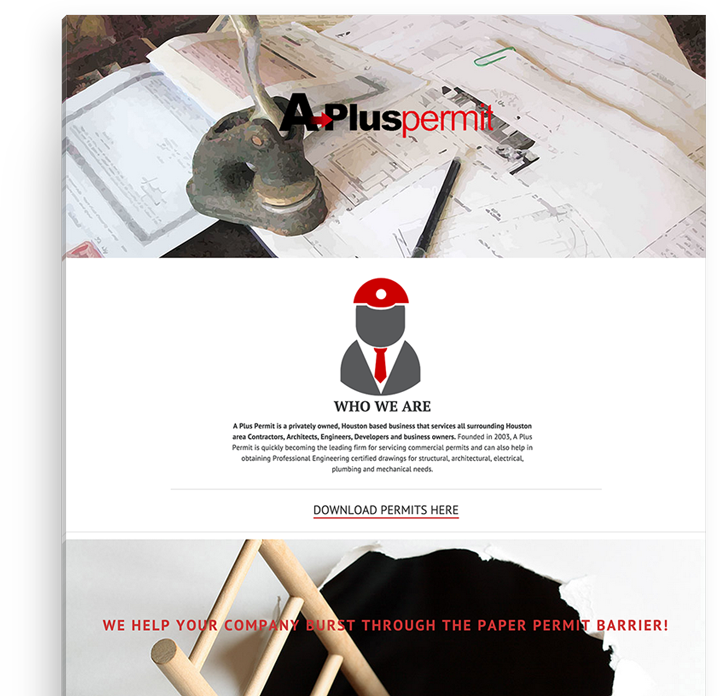 A Pluspermit
WHO WE ARE
A Plus Permit is a privately owned, Houston based business that services all surrounding Houston
area Contractors, Architects, Engineers, Developers and business owners. Founded in 2003, A Plus
Permit is quickly becoming the leading firm for servicing commercial permits and can also help in
obtaining Professional Engineering certified drawings for structural, architectural, electrical,
plumbing and mechanical needs.
DOWNLOAD PERMITS HERE
WE HELP YOUR COMPANY BURST THROUGH THE PAPER PERMIT BARRIER!